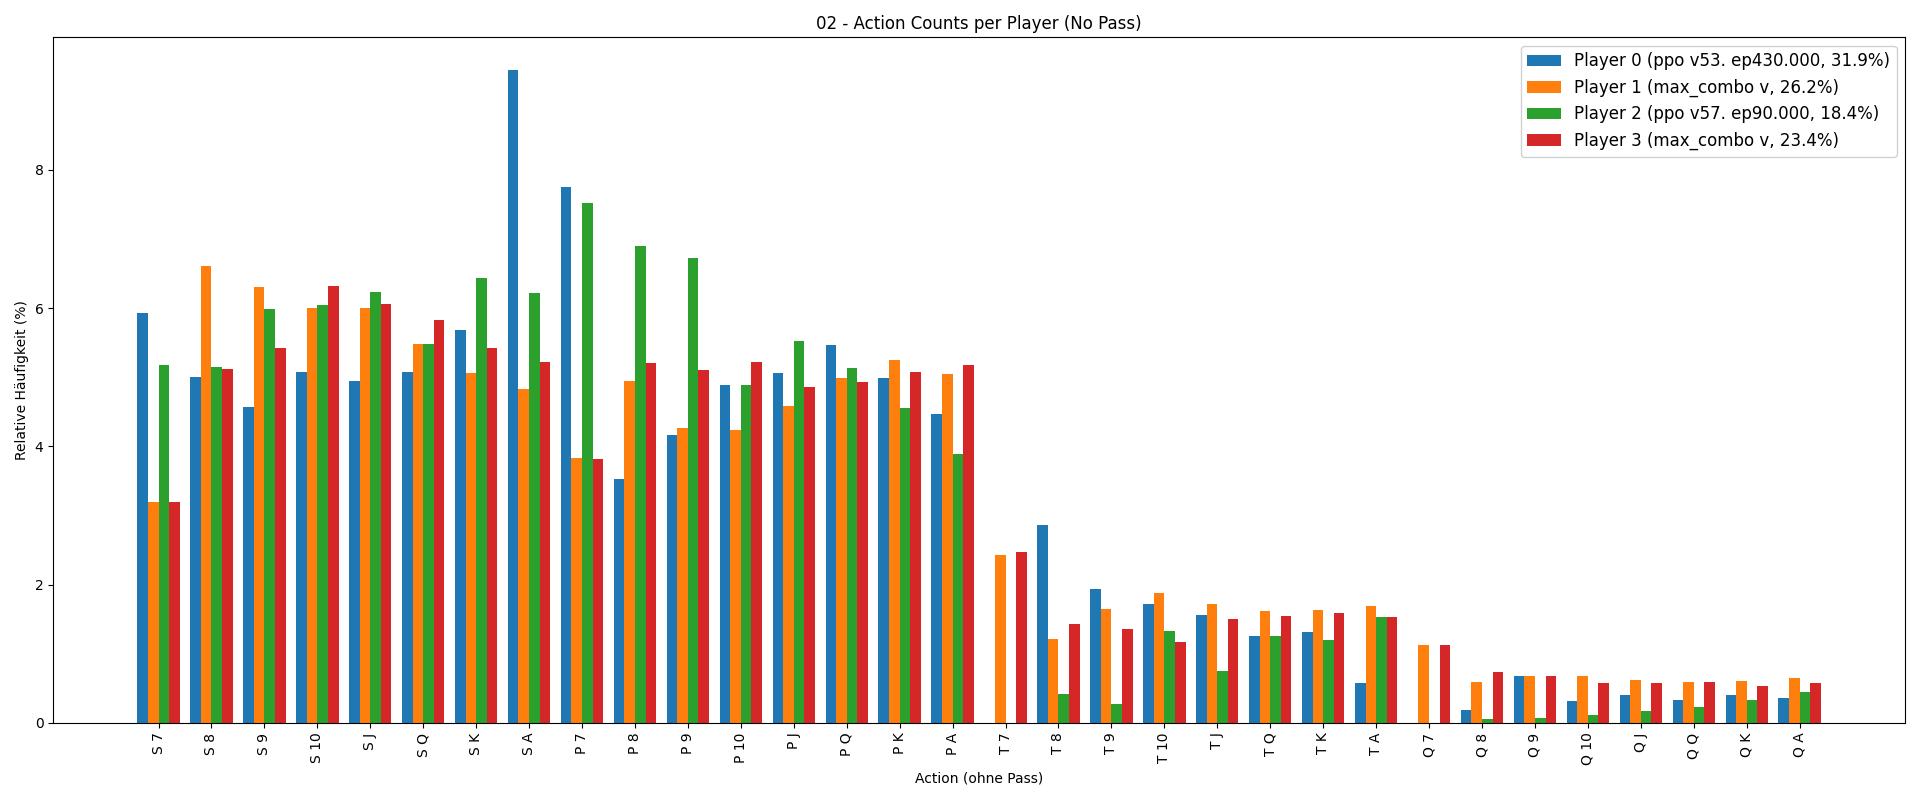 02 - Action Counts per Player (No Pass)
Player 0 (ppo v53. ep430.000, 31.9%)
Player 1 (max_combo v, 26.2%)
Player 2 (ppo v57. ep90.000, 18.4%)
Player 3 (max_combo v, 23.4%)
Relative Häufigkeit (%)
8
6
4
2
0
S 7
S 8
S 9
S 10
S J
S Q
S K
S A
P 7
P 8
P 9
P 10
P J
P Q
P K
P A
T 7
T 8
T 9
T 10
T J
T Q
T K
T A
Q 7
Q 8
Q 9
Q 10
Q J
Q Q
Q K
Q A
Action (ohne Pass)